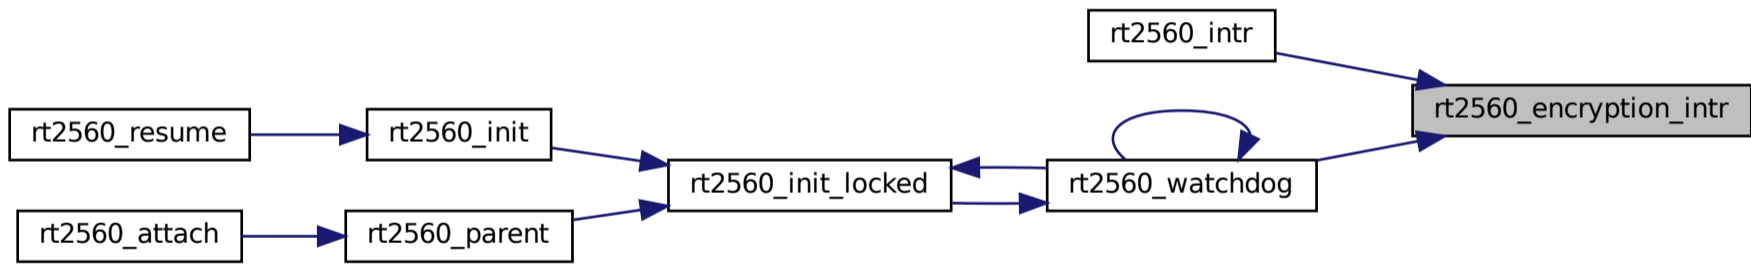 rt2560_intr
rt2560_encryption_intr
rt2560_resume
rt2560_init
rt2560_init_locked
rt2560_watchdog
rt2560_attach
rt2560_parent